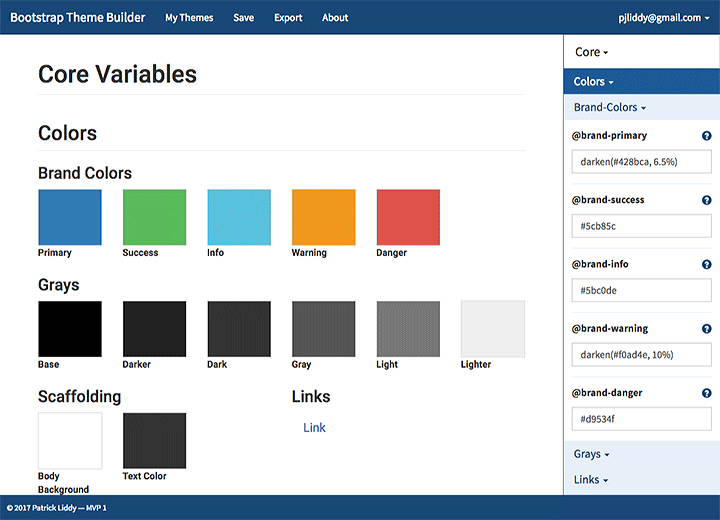 Bootstrap Theme Builder My Themes Save Export About pjliddy@gmail.com
Core Variables
Colors
Brand Colors
Primary Success Info Warning Danger
Grays
Base Darker Dark Gray Light Lighter
Scaffolding Links
Link
Body Background Text Color
Core
Colors
Brand-Colors
@brand-primary
darken(#428bca, 6.5%)
@brand-success
#5cb85c
@brand-info
#5bc0de
@brand-warning
darken(#f0ad4e, 10%)
@brand-danger
#d9534f
Grays
Links
© 2017 Patrick Liddy — MVP 1